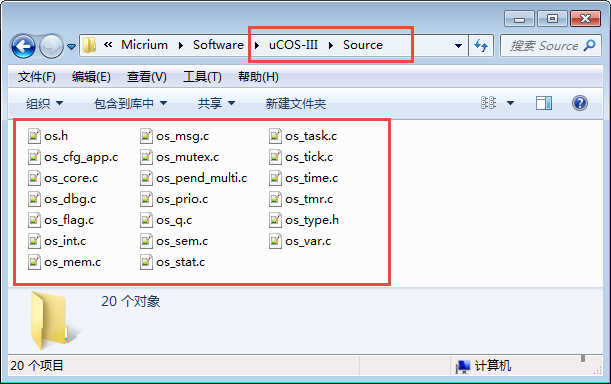 « Micrium ▸ Software ▸ uCOS-III ▸ Source
搜索 Source
文件(F) 编辑(E) 查看(V) 工具(T) 帮助(H)
组织 包含到库中 共享 新建文件夹
os.h os_msg.c os_task.c
os_cfg_app.c os_mutex.c os_tick.c
os_core.c os_pend_multi.c os_time.c
os_dbg.c os_prio.c os_tmr.c
os_flag.c os_q.c os_type.h
os_int.c os_sem.c os_var.c
os_mem.c os_stat.c
20 个对象
20 个项目 计算机